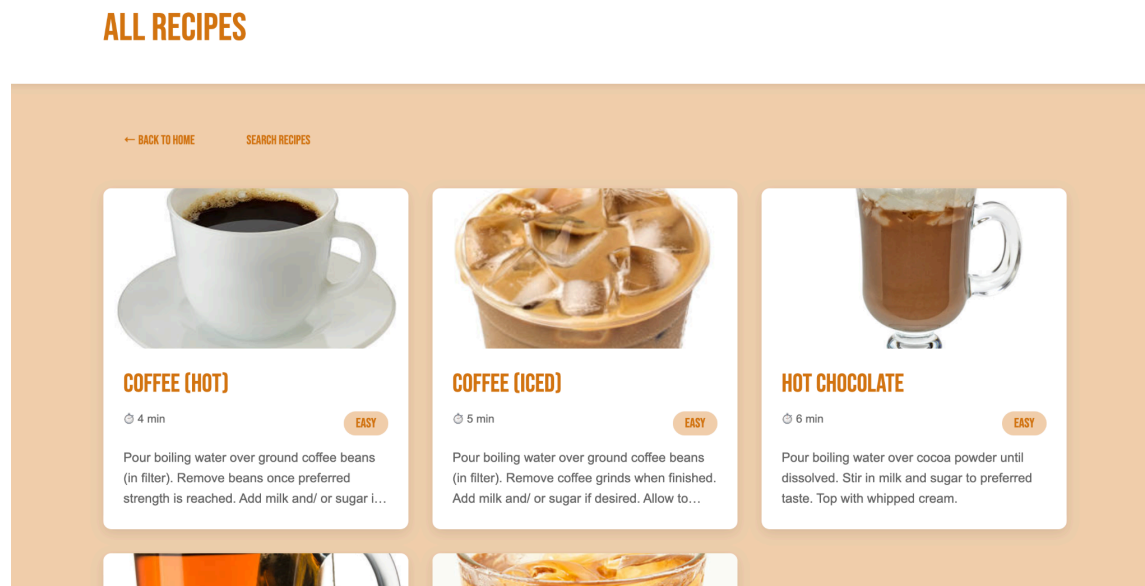 ALL RECIPES
← BACK TO HOME SEARCH RECIPES
COFFEE (HOT)
⏱ 4 min EASY
Pour boiling water over ground coffee beans
(in filter). Remove beans once preferred
strength is reached. Add milk and/ or sugar i…
COFFEE (ICED)
⏱ 5 min EASY
Pour boiling water over ground coffee beans
(in filter). Remove coffee grinds when finished.
Add milk and/ or sugar if desired. Allow to…
HOT CHOCOLATE
⏱ 6 min EASY
Pour boiling water over cocoa powder until
dissolved. Stir in milk and sugar to preferred
taste. Top with whipped cream.